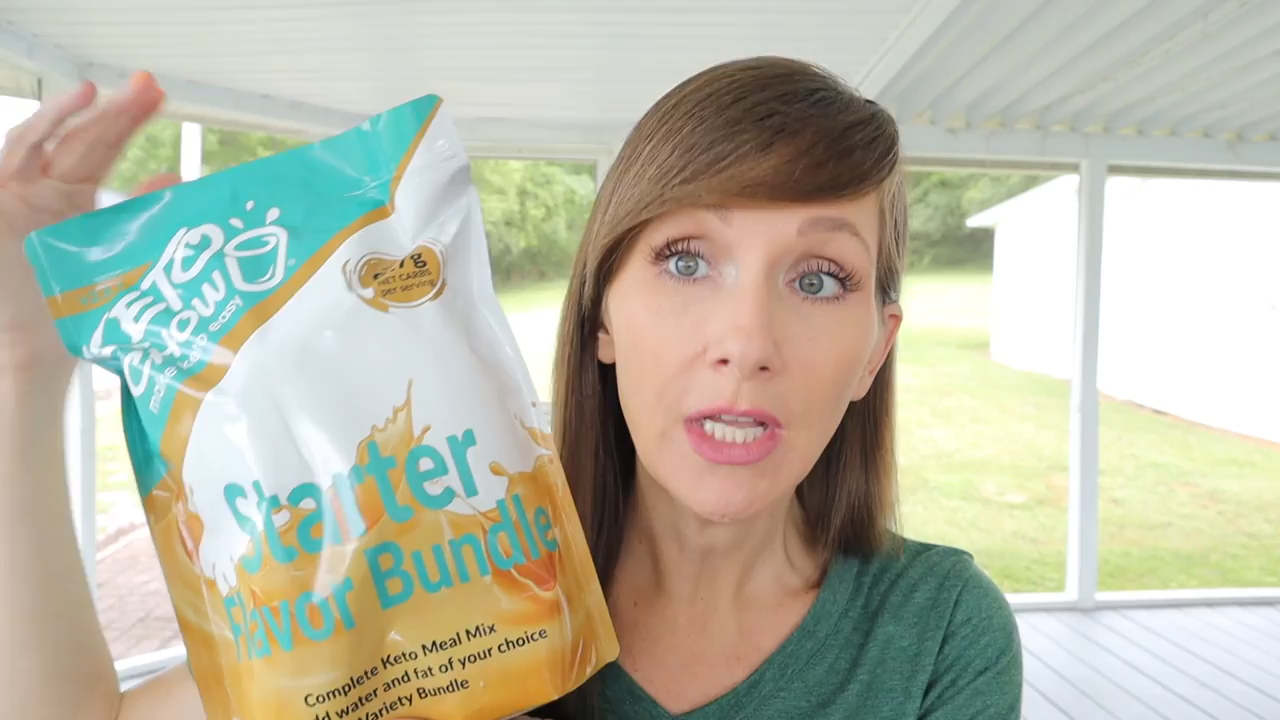 KETO
Chow
make keto easy
g
NET CARBS
per serving
Starter
Flavor Bundle
Complete Keto Meal Mix
water and fat of your choice
Variety Bundle